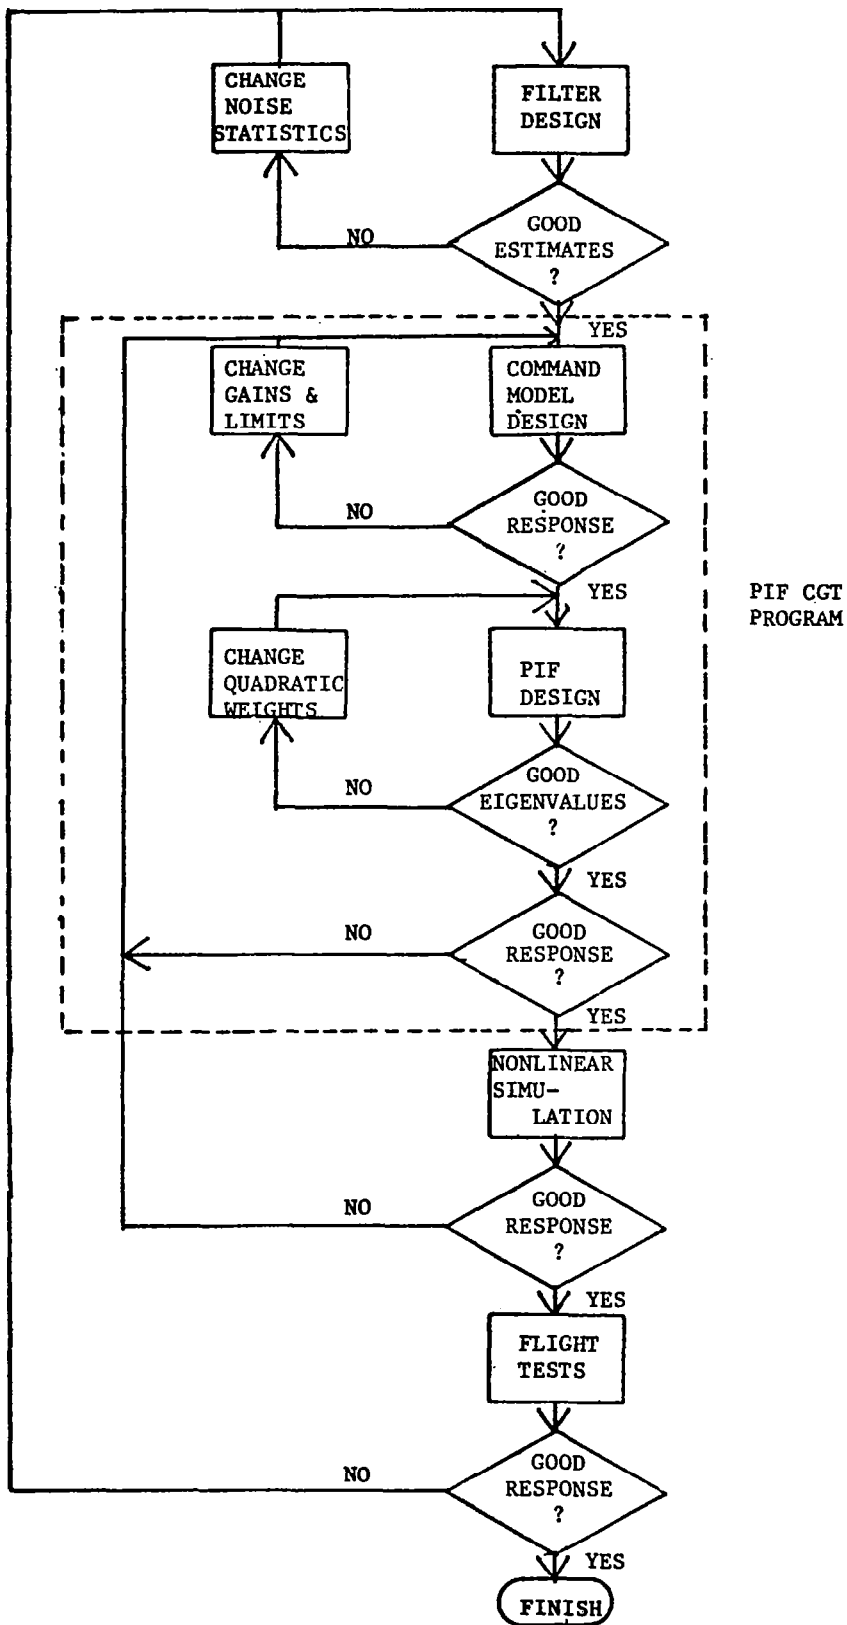 CHANGE
NOISE
STATISTICS
FILTER
DESIGN
GOOD
ESTIMATES
?
NO
YES
CHANGE
GAINS &
LIMITS
COMMAND
MODEL
DESIGN
GOOD
RESPONSE
?
NO
YES
PIF CGT
PROGRAM
CHANGE
QUADRATIC
WEIGHTS
PIF
DESIGN
GOOD
EIGENVALUES
?
NO
YES
GOOD
RESPONSE
?
NO
YES
NONLINEAR
SIMU-
LATION
GOOD
RESPONSE
?
NO
YES
FLIGHT
TESTS
GOOD
RESPONSE
?
NO
YES
FINISH